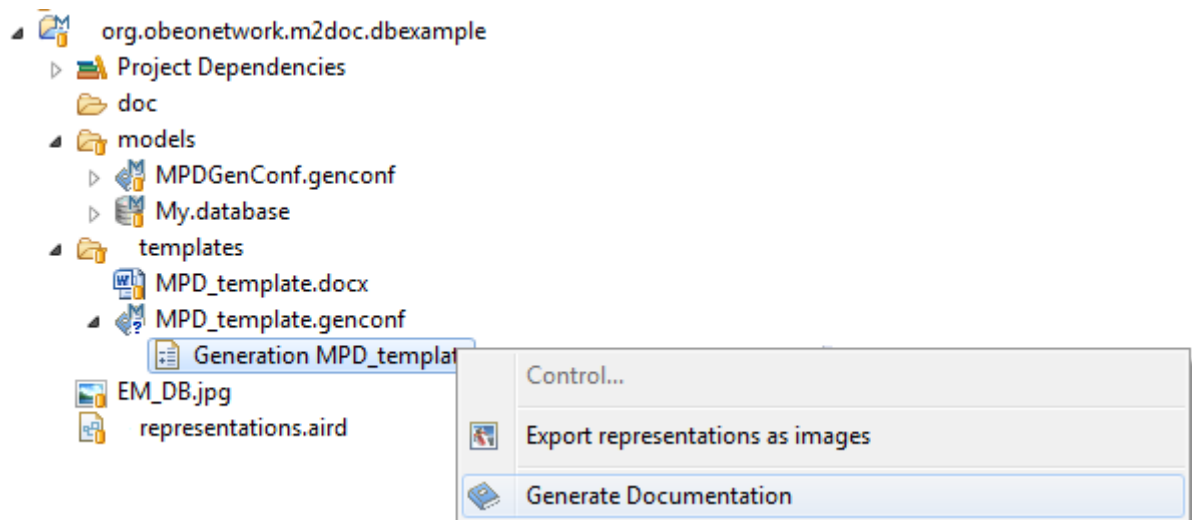 org.obeonetwork.m2doc.dbexample
Project Dependencies
doc
models
MPDGenConf.genconf
My.database
templates
MPD_template.docx
MPD_template.genconf
Generation MPD_templat
Control...
EM_DB.jpg
representations.aird
Export representations as images
Generate Documentation